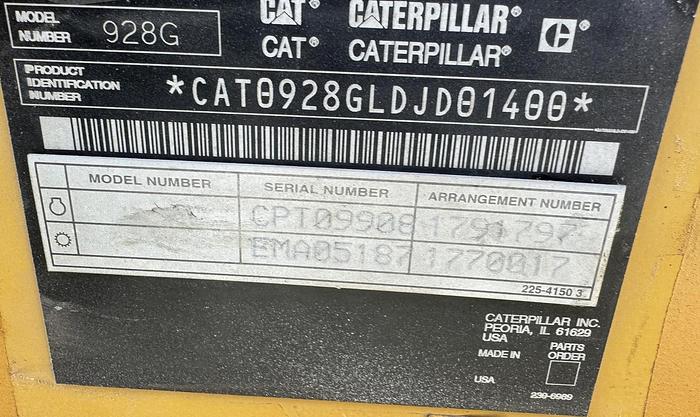 MODEL NUMBER 928G
CAT® CATERPILLAR®
CAT® CATERPILLAR®
PRODUCT
IDENTIFICATION
NUMBER
*CAT0928GLDJD01400*
MODEL NUMBER SERIAL NUMBER ARRANGEMENT NUMBER
CPT09908 1791797
EMA05187 1770017
225-4150 3
CATERPILLAR INC.
PEORIA, IL 61629
USA
MADE IN
USA
PARTS
ORDER
239-6989